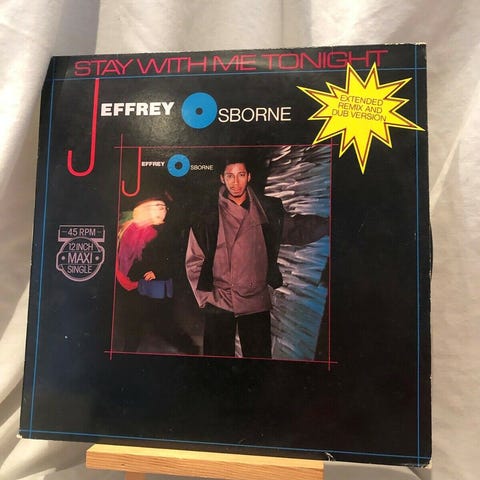 STAY WITH ME TONIGHT
JEFFREY OSBORNE
EXTENDED
REMIX AND
DUB VERSION
JEFFREY OSBORNE
45 RPM
12 INCH
MAXI
SINGLE